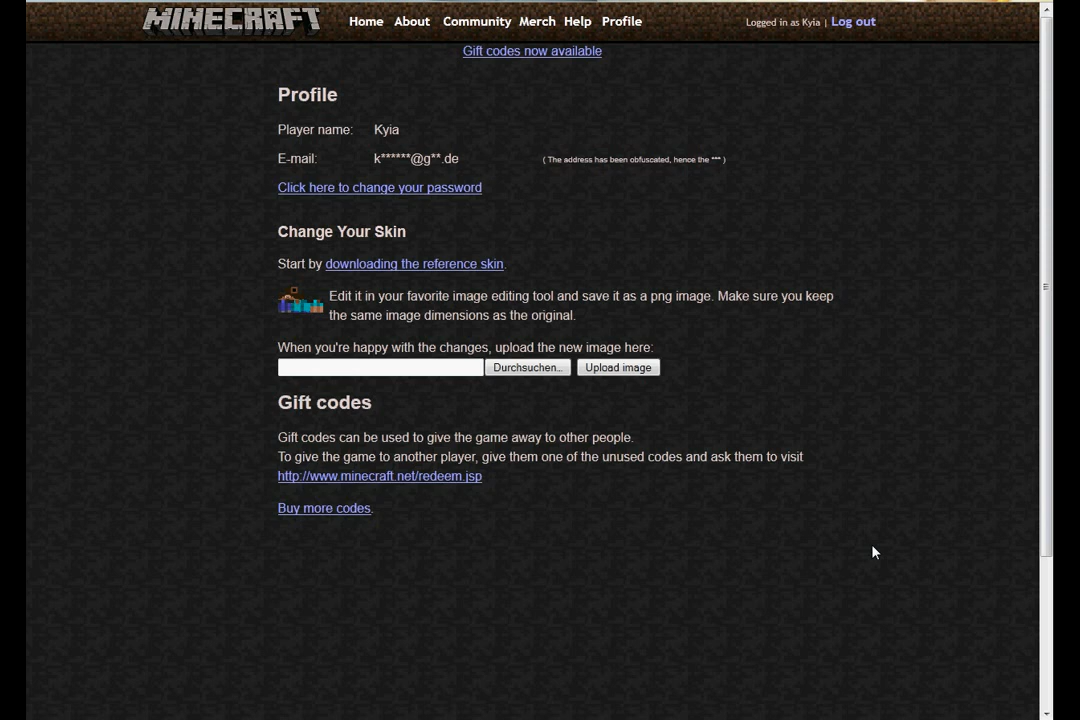 MINECRAFT Home About Community Merch Help Profile Logged in as Kyia | Log out
Gift codes now available
Profile
Player name: Kyia
E-mail: k******@g**.de ( The address has been obfuscated, hence the *** )
Click here to change your password
Change Your Skin
Start by downloading the reference skin.
Edit it in your favorite image editing tool and save it as a png image. Make sure you keep
the same image dimensions as the original.
When you're happy with the changes, upload the new image here:
Durchsuchen... Upload image
Gift codes
Gift codes can be used to give the game away to other people.
To give the game to another player, give them one of the unused codes and ask them to visit
http://www.minecraft.net/redeem.jsp
Buy more codes.